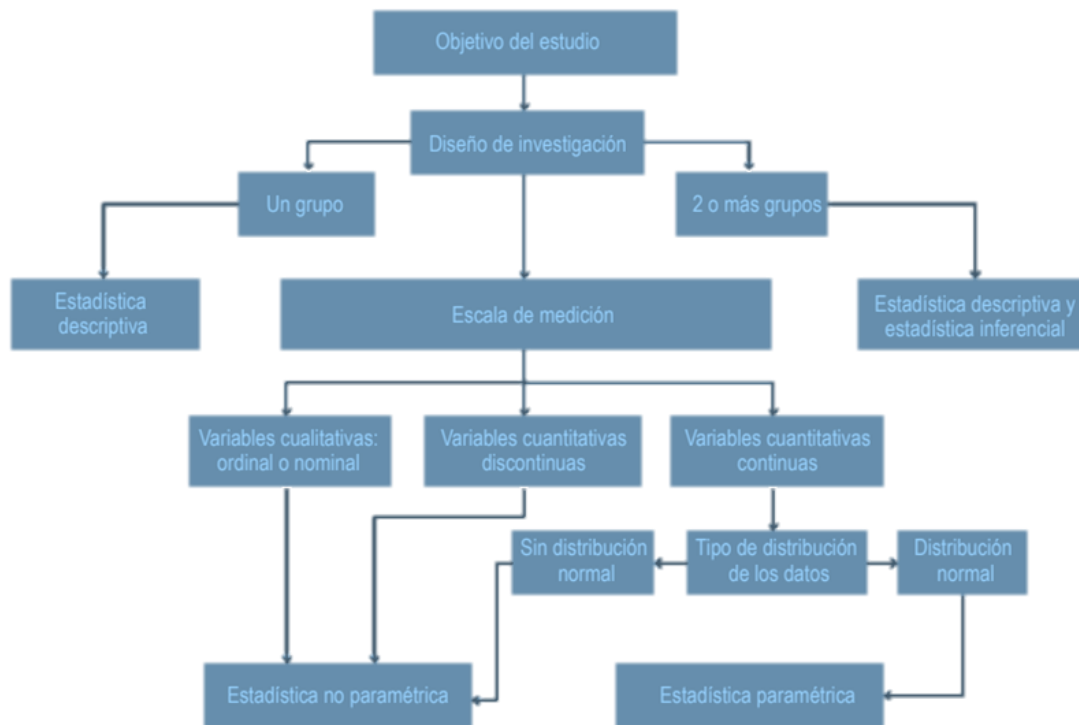 Objetivo del estudio
Diseño de investigación
Un grupo
2 o más grupos
Estadística
descriptiva
Escala de medición
Estadística descriptiva y
estadística inferencial
Variables cualitativas:
ordinal o nominal
Variables cuantitativas
discontinuas
Variables cuantitativas
continuas
Sin distribución
normal
Tipo de distribución
de los datos
Distribución
normal
Estadística no paramétrica
Estadística paramétrica